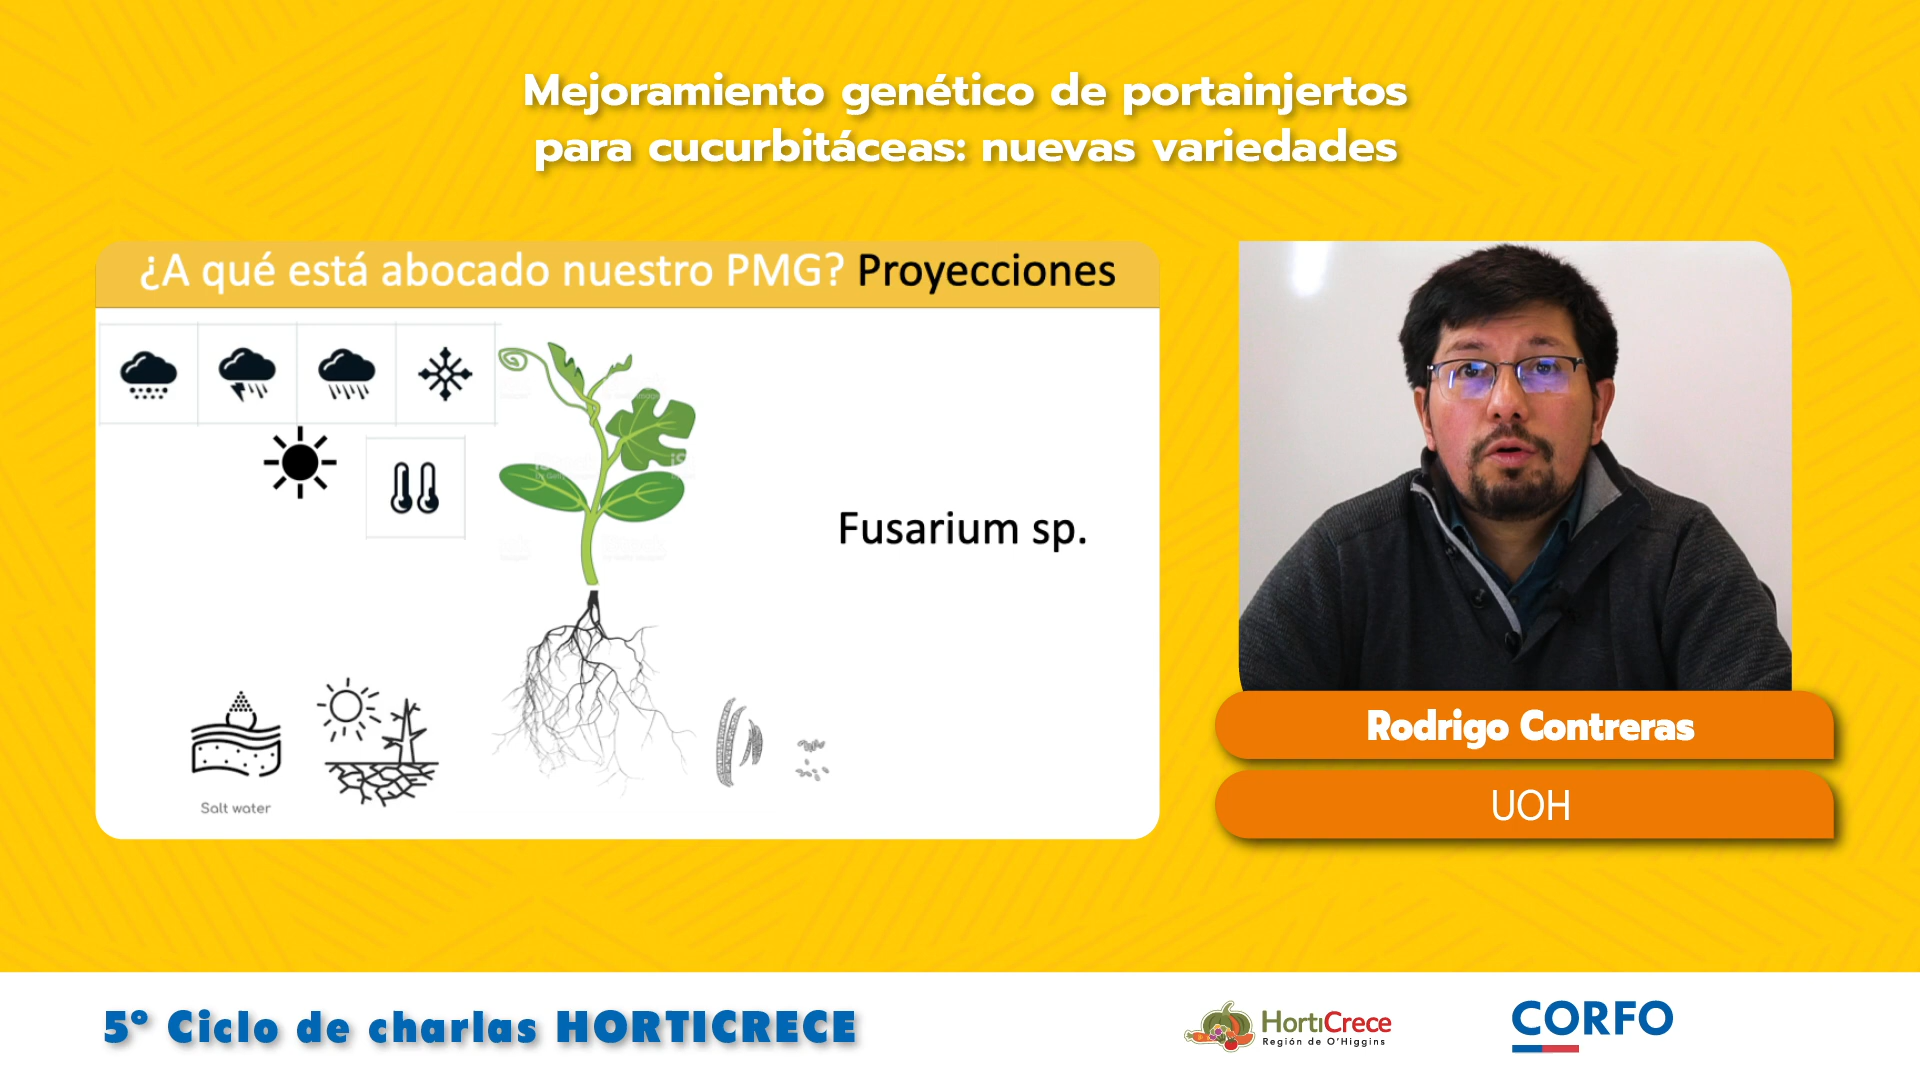 Mejoramiento genético de portainjertos
para cucurbitáceas: nuevas variedades
¿A qué está abocado nuestro PMG? Proyecciones
Fusarium sp.
Salt water
Rodrigo Contreras
UOH
5º Ciclo de charlas HORTICRECE
HortiCrece
Región de O'Higgins
CORFO